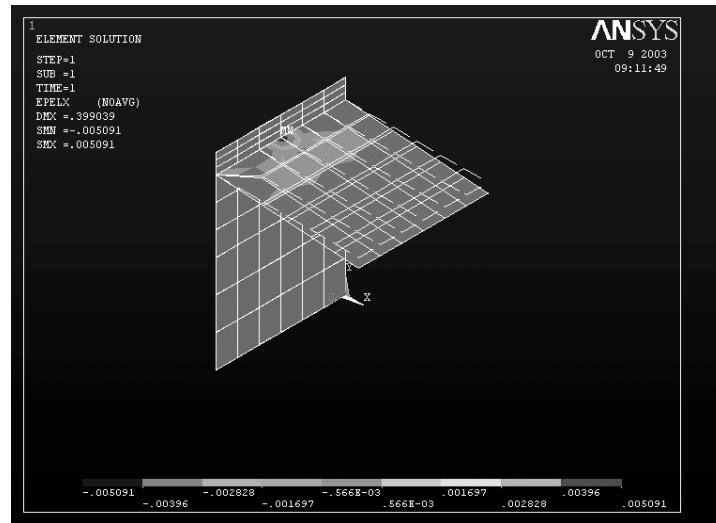 1
ANSYS
ELEMENT SOLUTION
OCT 9 2003
09:11:49
STEP=1
SUB =1
TIME=1
EPELX (NOAVG)
DMX =.399039
SMN =-.005091
SMX =.005091
Y
X
-.005091 -.002828 -.566E-03 .001697 .00396
-.00396 -.001697 .566E-03 .002828 .005091